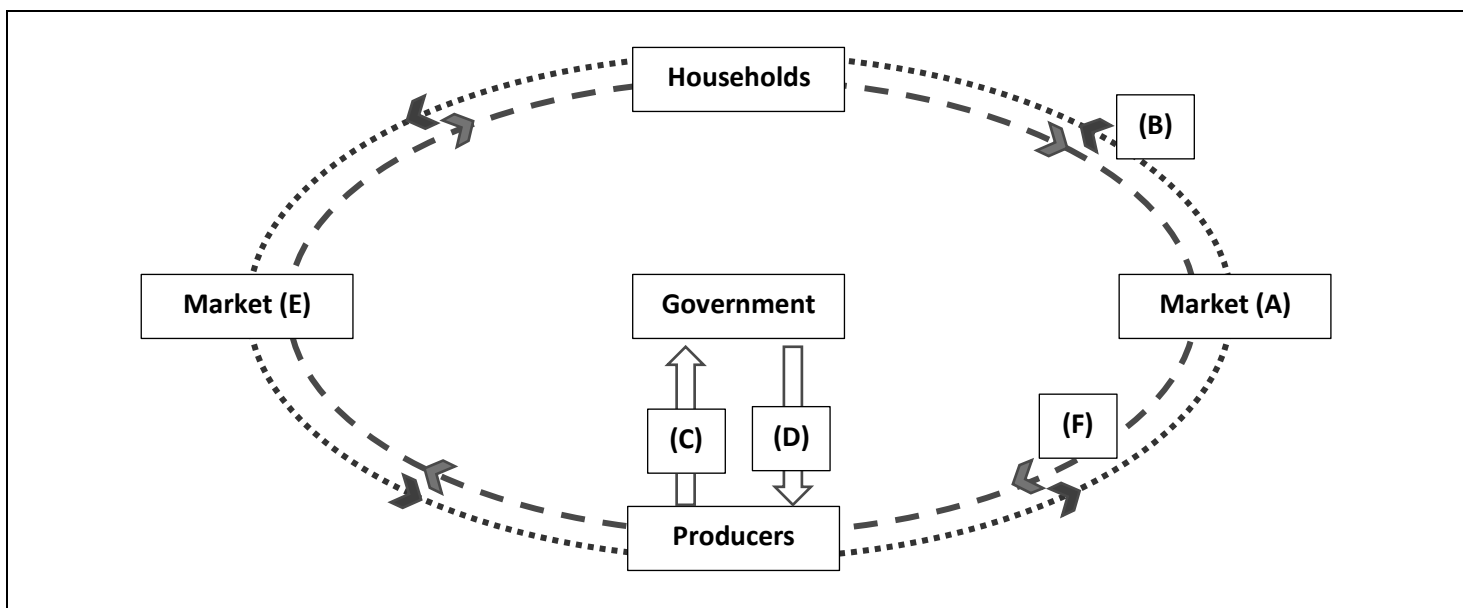 Households
(B)
Market (E)
Government
Market (A)
(C)
(D)
(F)
Producers